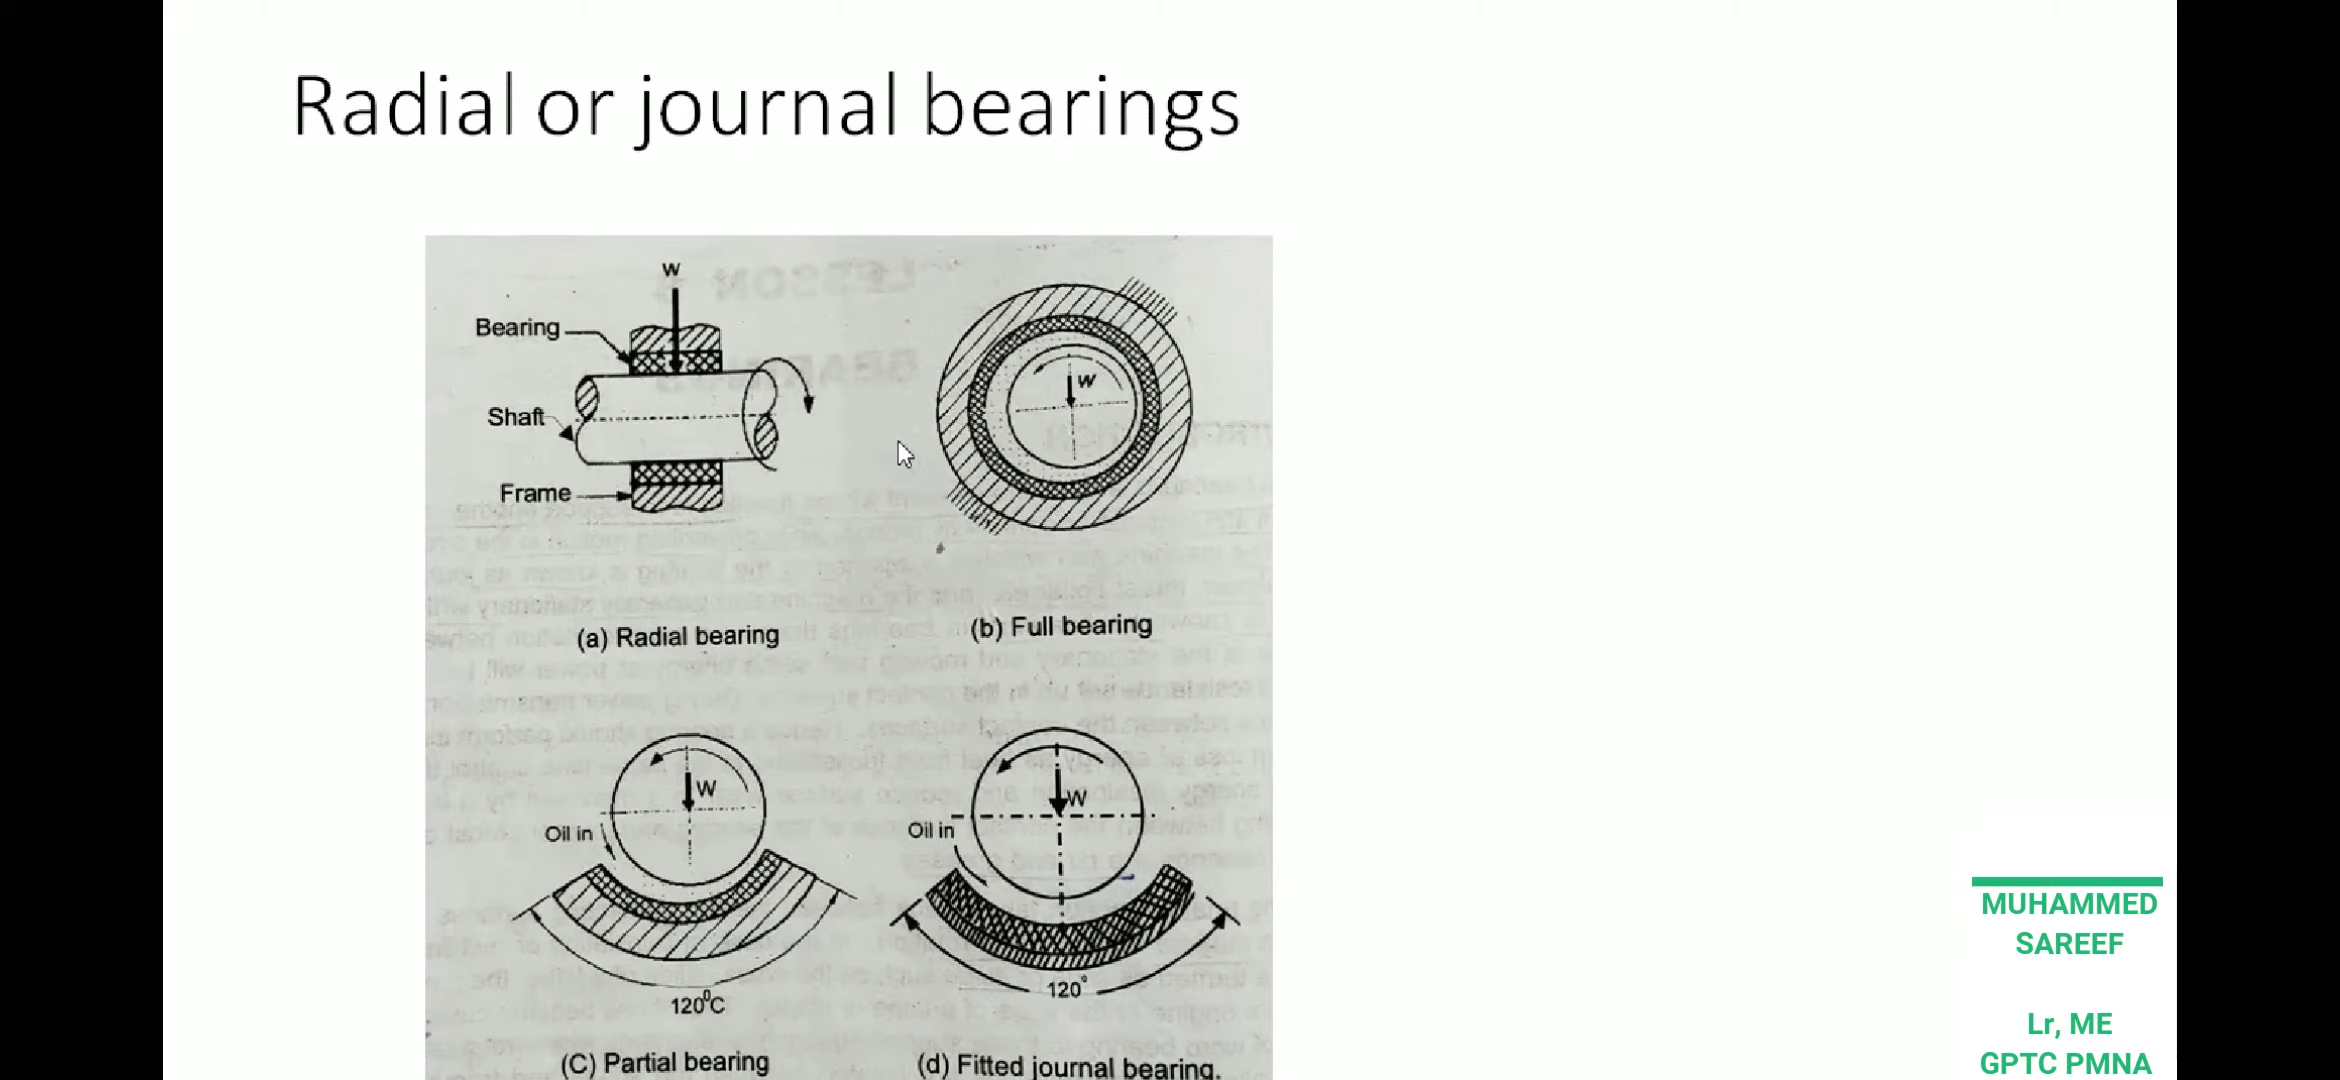 Radial or journal bearings
W
Bearing
Shaft
Frame
W
(a) Radial bearing
(b) Full bearing
W
Oil in
120⁰C
W
Oil in
120°
(C) Partial bearing
(d) Fitted journal bearing.
MUHAMMED
SAREEF
Lr, ME
GPTC PMNA